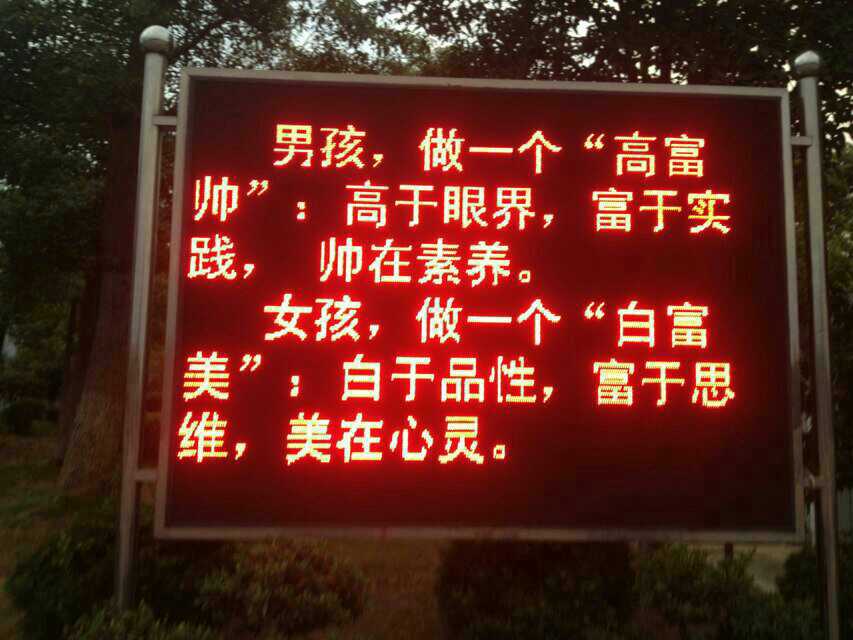 男孩，做一个“高富
帅”：高于眼界，富于实
践， 帅在素养。
女孩，做一个“白富
美”：白于品性，富于思
维，美在心灵。